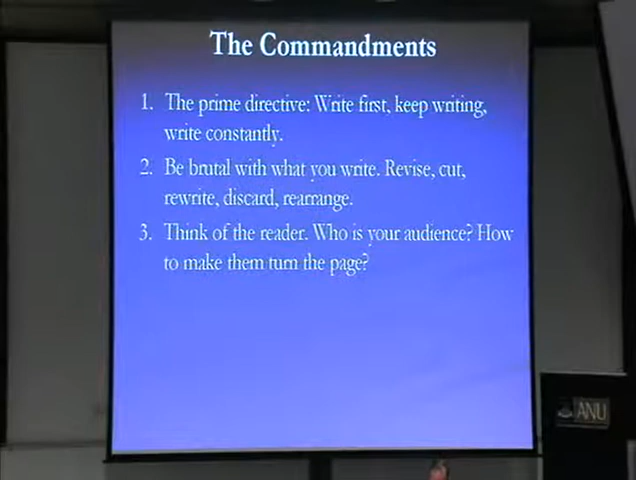 The Commandments
1. The prime directive: Write first, keep writing,
write constantly.
2. Be brutal with what you write. Revise, cut,
rewrite, discard, rearrange.
3. Think of the reader. Who is your audience? How
to make them turn the page?
ANU